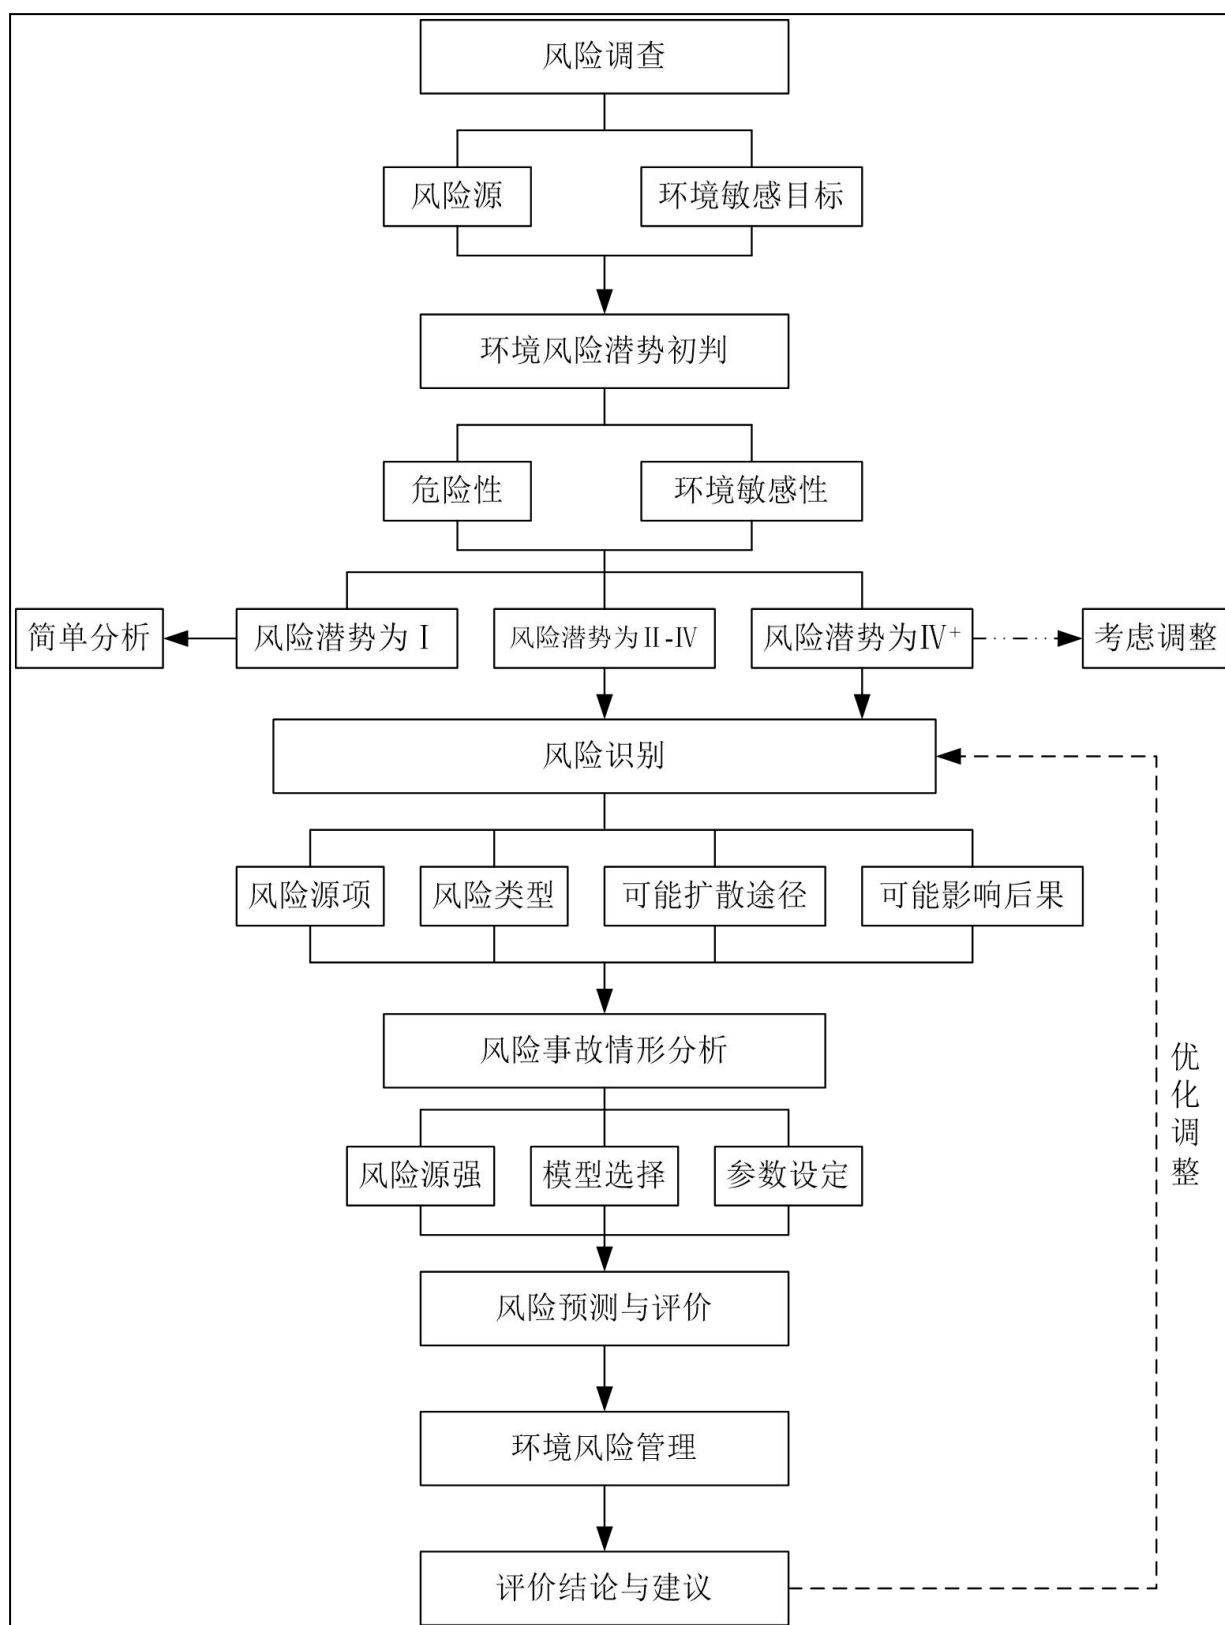 风险调查
风险源
环境敏感目标
环境风险潜势初判
危险性
环境敏感性
简单分析
风险潜势为Ⅰ
风险潜势为Ⅱ-Ⅳ
风险潜势为Ⅳ⁺
考虑调整
风险识别
风险源项
风险类型
可能扩散途径
可能影响后果
风险事故情形分析
风险源强
模型选择
参数设定
优化调整
风险预测与评价
环境风险管理
评价结论与建议